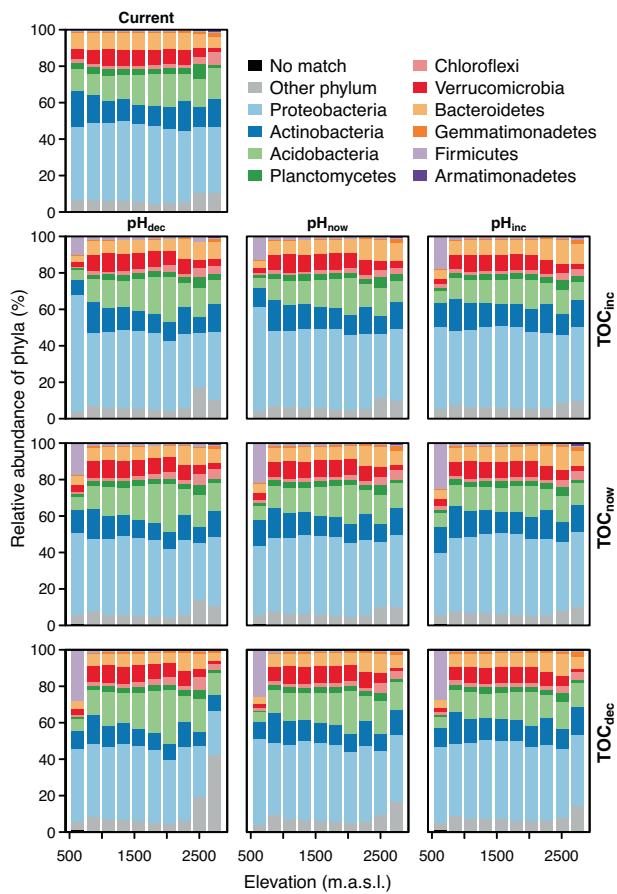 Current
100
80
60
40
20
0
No match
Other phylum
Proteobacteria
Actinobacteria
Acidobacteria
Planctomycetes
Chloroflexi
Verrucomicrobia
Bacteroidetes
Gemmatimonadetes
Firmicutes
Armatimonadetes
Relative abundance of phyla (%)
pHdec pHnow pHinc
100
80
60
40
20
0
TOCinc
100
80
60
40
20
0
TOCnow
100
80
60
40
20
0
TOCdec
500 1500 2500 500 1500 2500 500 1500 2500
Elevation (m.a.s.l.)